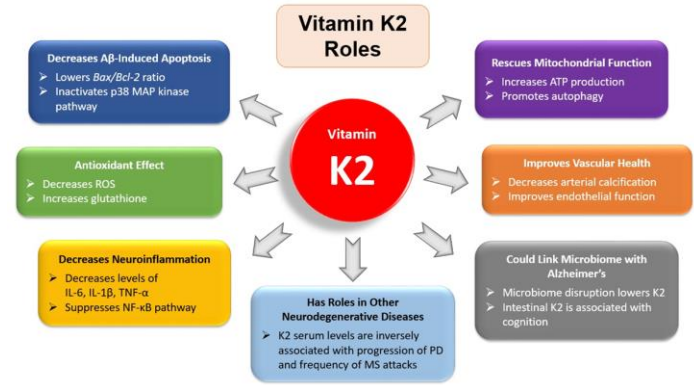 Vitamin K2
Roles
Decreases Aβ-Induced Apoptosis
➢ Lowers Bax/Bcl-2 ratio
➢ Inactivates p38 MAP kinase
pathway
Rescues Mitochondrial Function
➢ Increases ATP production
➢ Promotes autophagy
Vitamin
K2
Antioxidant Effect
➢ Decreases ROS
➢ Increases glutathione
Improves Vascular Health
➢ Decreases arterial calcification
➢ Improves endothelial function
Decreases Neuroinflammation
➢ Decreases levels of
IL-6, IL-1β, TNF-α
➢ Suppresses NF-κB pathway
Could Link Microbiome with
Alzheimer's
➢ Microbiome disruption lowers K2
➢ Intestinal K2 is associated with
cognition
Has Roles in Other
Neurodegenerative Diseases
➢ K2 serum levels are inversely
associated with progression of PD
and frequency of MS attacks